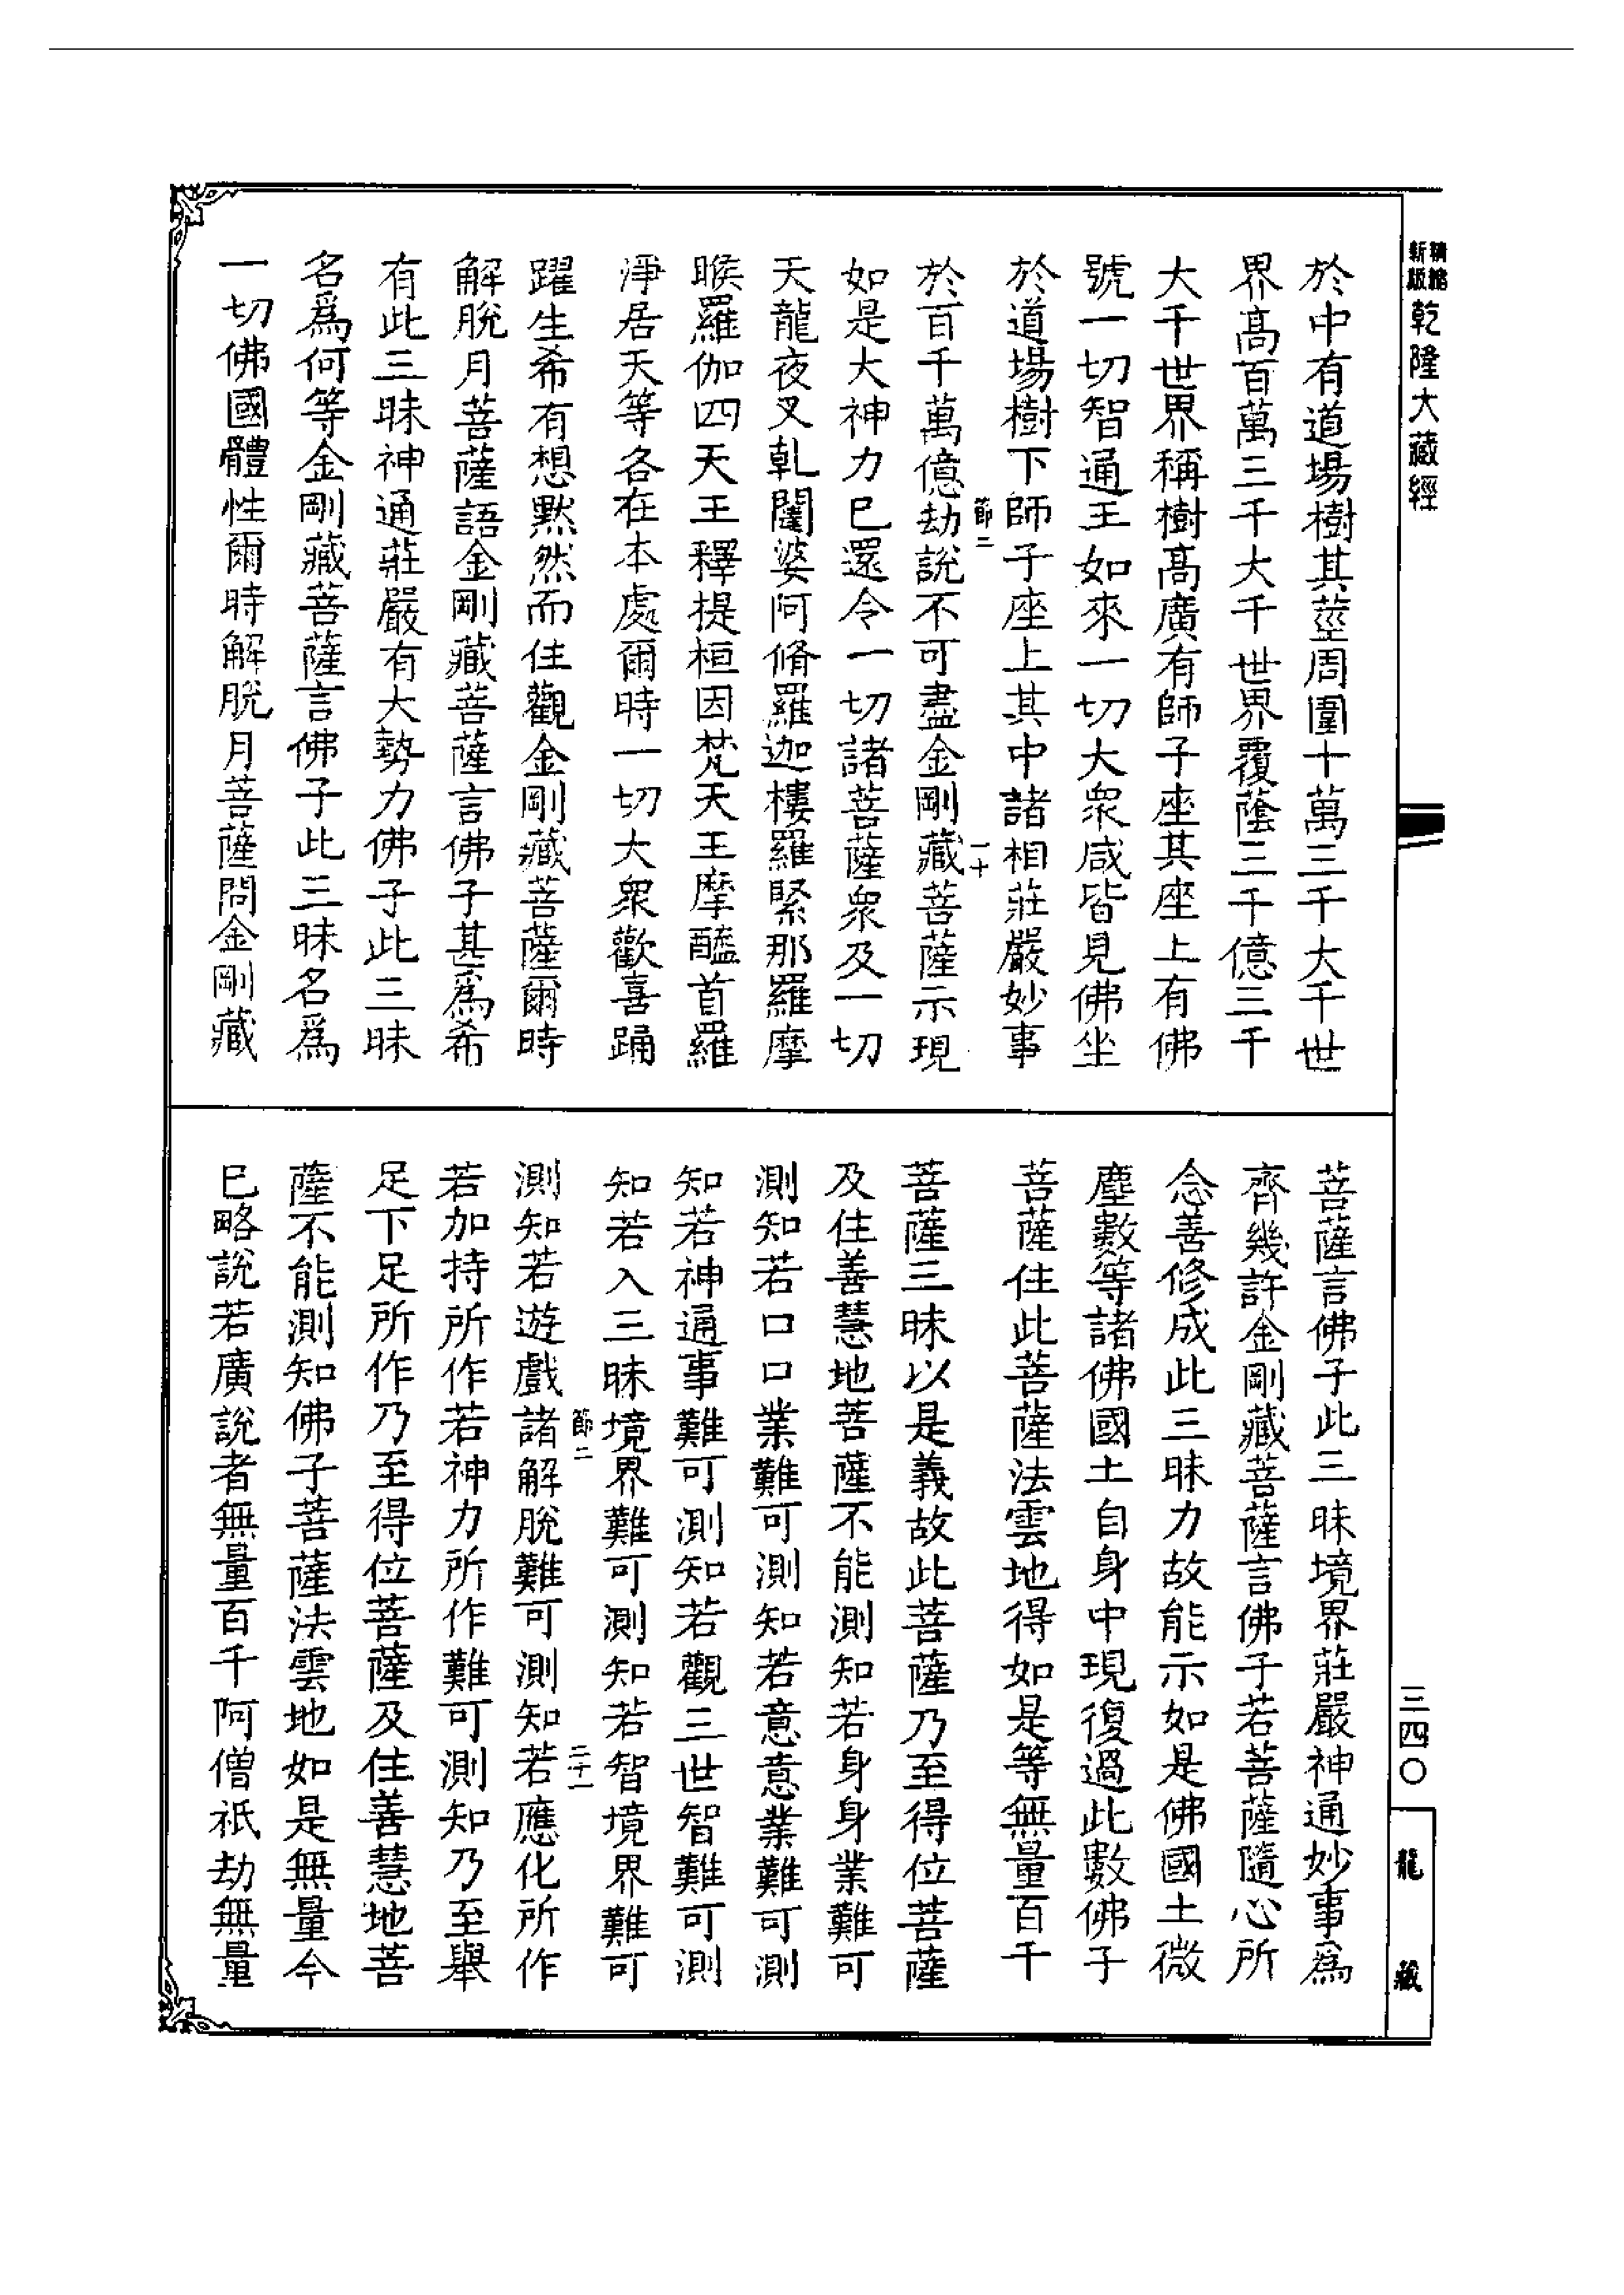 精縮新版
乾隆大藏經
於中有道場樹其莖周圍十萬三千大千世
界高百萬三千大千世界覆蔭三千億三千
大千世界稱樹高廣有師子座其座上有佛
號一切智通王如來一切大衆咸皆見佛坐
於道場樹下師子座上其中諸相莊嚴妙事
節二
一十
於百千萬億劫說不可盡金剛藏菩薩示現
如是大神力已還令一切諸菩薩衆及一切
天龍夜叉乹闥婆阿脩羅迦樓羅緊那羅摩
睺羅伽四天王釋提桓因梵天王摩醯首羅
淨居天等各在本處爾時一切大衆歡喜踊
躍生希有想默然而住觀金剛藏菩薩爾時
解脫月菩薩語金剛藏菩薩言佛子甚爲希
有此三昧神通莊嚴有大勢力佛子此三昧
名爲何等金剛藏菩薩言佛子此三昧名爲
一切佛國體性爾時解脫月菩薩問金剛藏
菩薩言佛子此三昧境界莊嚴神通妙事爲
齊幾許金剛藏菩薩言佛子若菩薩隨心所
念善修成此三昧力故能示如是佛國土微
塵數等諸佛國土自身中現復過此數佛子
菩薩住此菩薩法雲地得如是等無量百千
菩薩三昧以是義故此菩薩乃至得位菩薩
及住善慧地菩薩不能測知若身身業難可
測知若口口業難可測知若意意業難可測
知若神通事難可測知若觀三世智難可測
知若入三昧境界難可測知若智境界難可
節二
二十一
測知若遊戲諸解脫難可測知若應化所作
若加持所作若神力所作難可測知乃至舉
足下足所作乃至得位菩薩及住善慧地菩
薩不能測知佛子菩薩法雲地如是無量今
已略說若廣說者無量百千阿僧祇劫無量
三四〇
龍藏